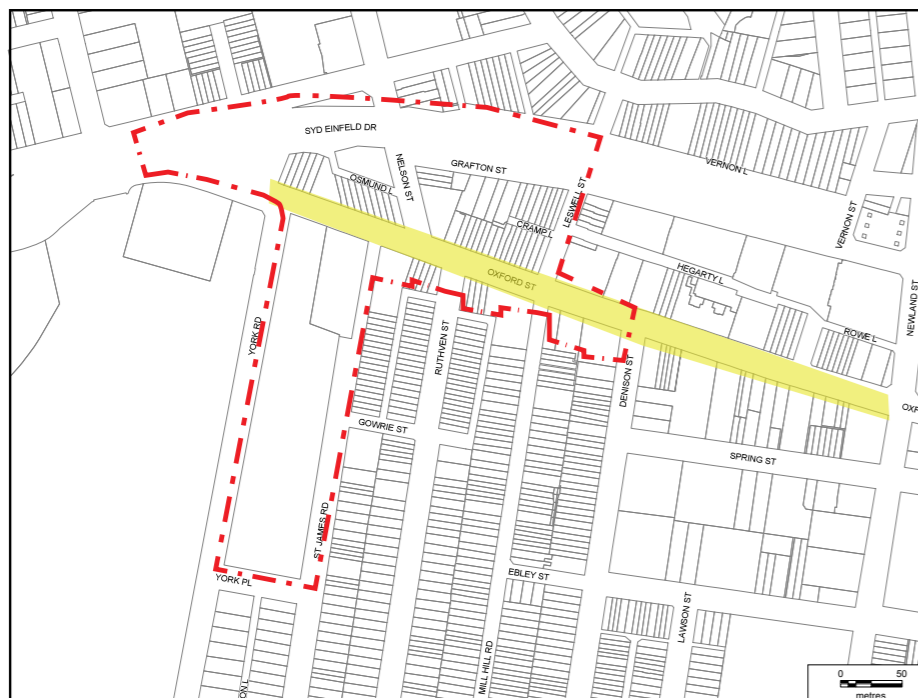 SYD EINFELD DR
GRAFTON ST
NELSON ST
OSMUND L
LESWELL ST
VERNON L
CRAMP L
VERNON ST
OXFORD ST
HEGARTY L
NEWLAND ST
ROWE L
YORK RD
RUTHVEN ST
DENISON ST
OXF
GOWRIE ST
SPRING ST
ST JAMES RD
EBLEY ST
YORK PL
LAWSON ST
MILL HILL RD
ON L
0 50
metres